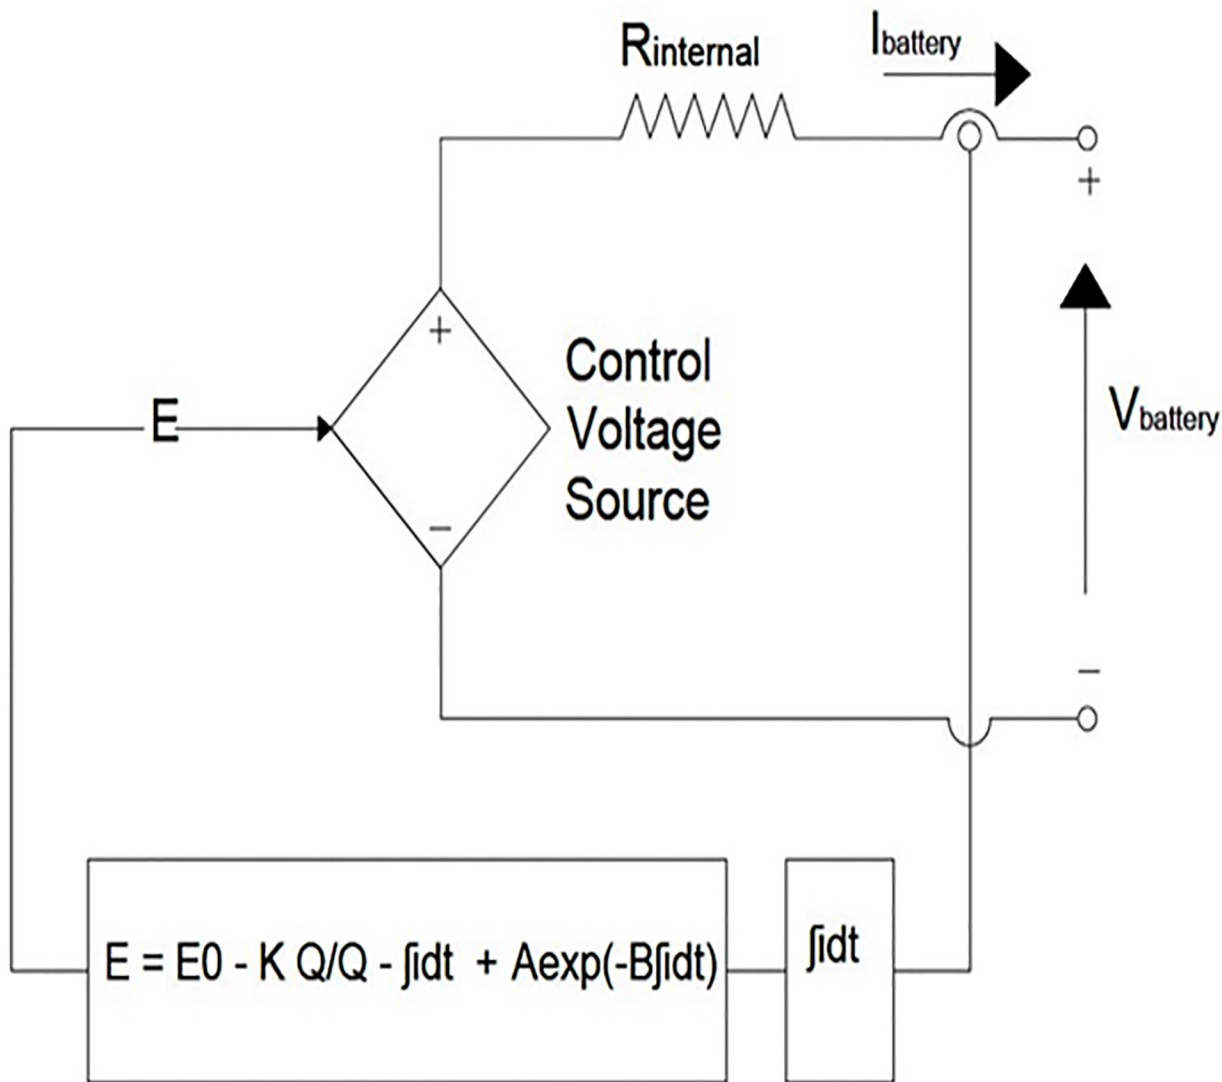 Rinternal
Ibattery
+
+
Control
Voltage
Source
E
Vbattery
−
−
E = E0 - K Q/Q - ∫idt + Aexp(-B∫idt)
∫idt